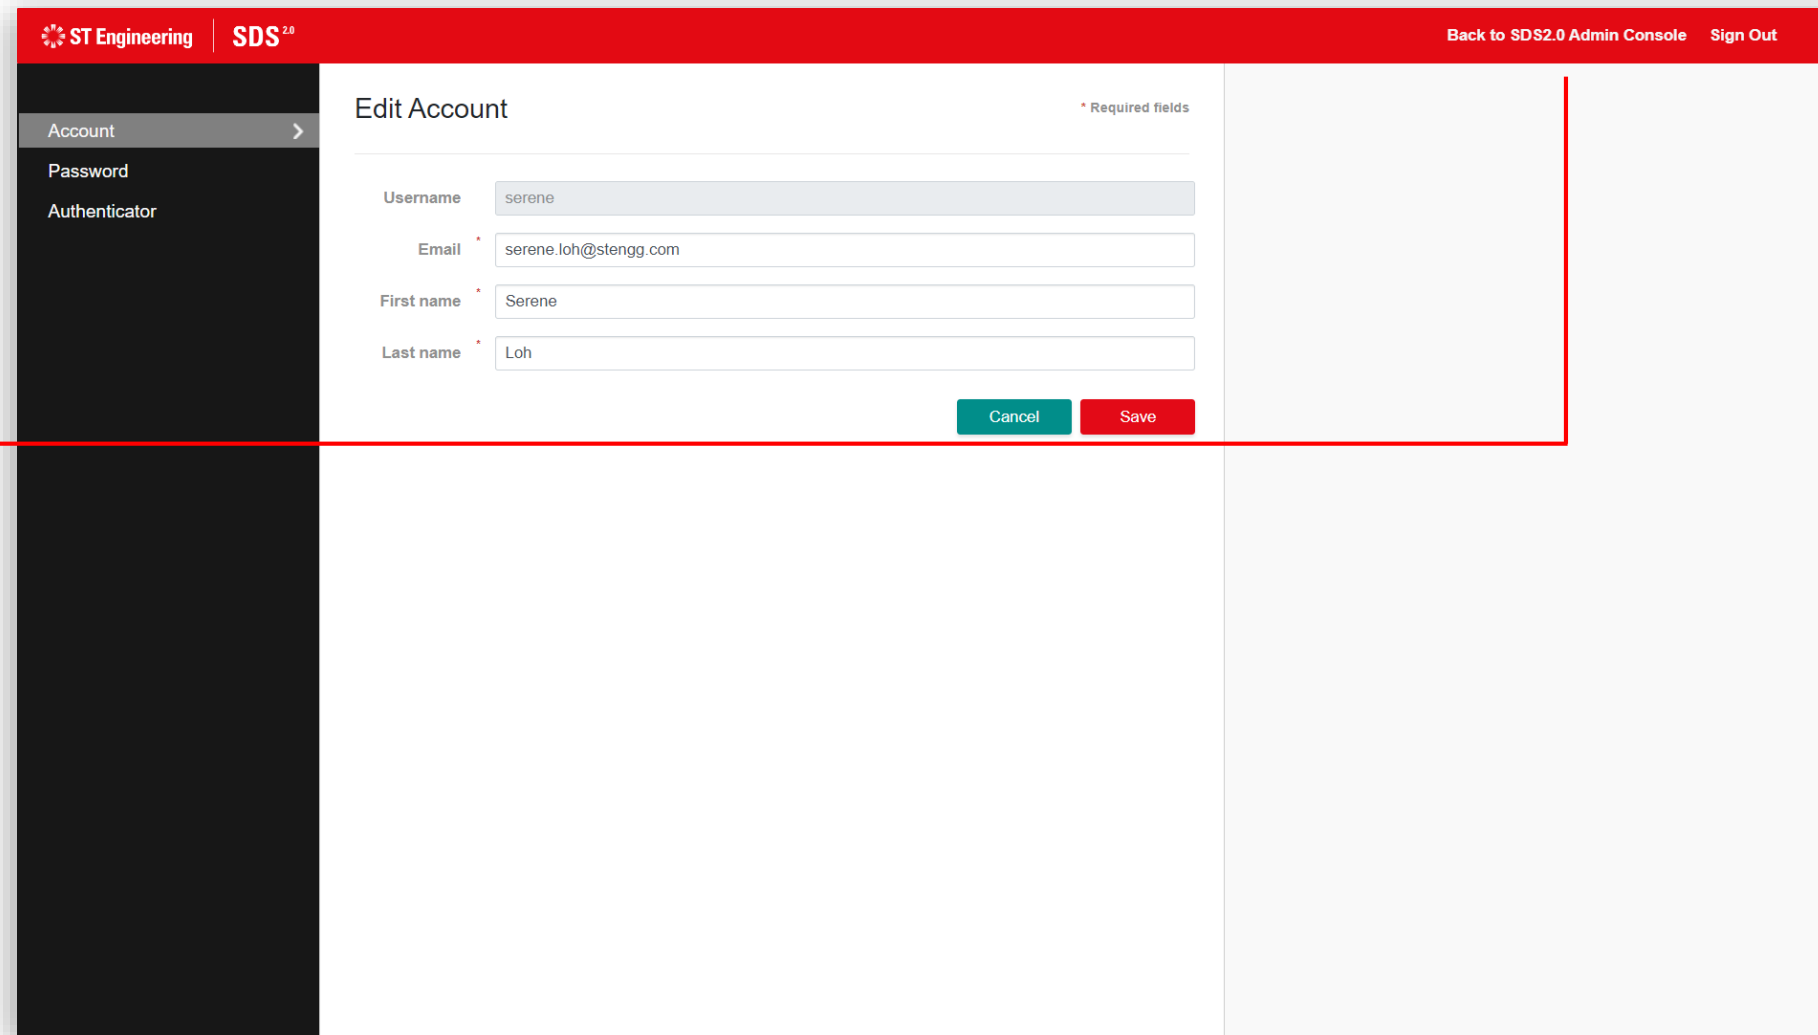 ST Engineering SDS 2.0 Back to SDS2.0 Admin Console Sign Out
Account
Password
Authenticator
Edit Account * Required fields
Username serene
Email * serene.loh@stengg.com
First name * Serene
Last name * Loh
Cancel Save